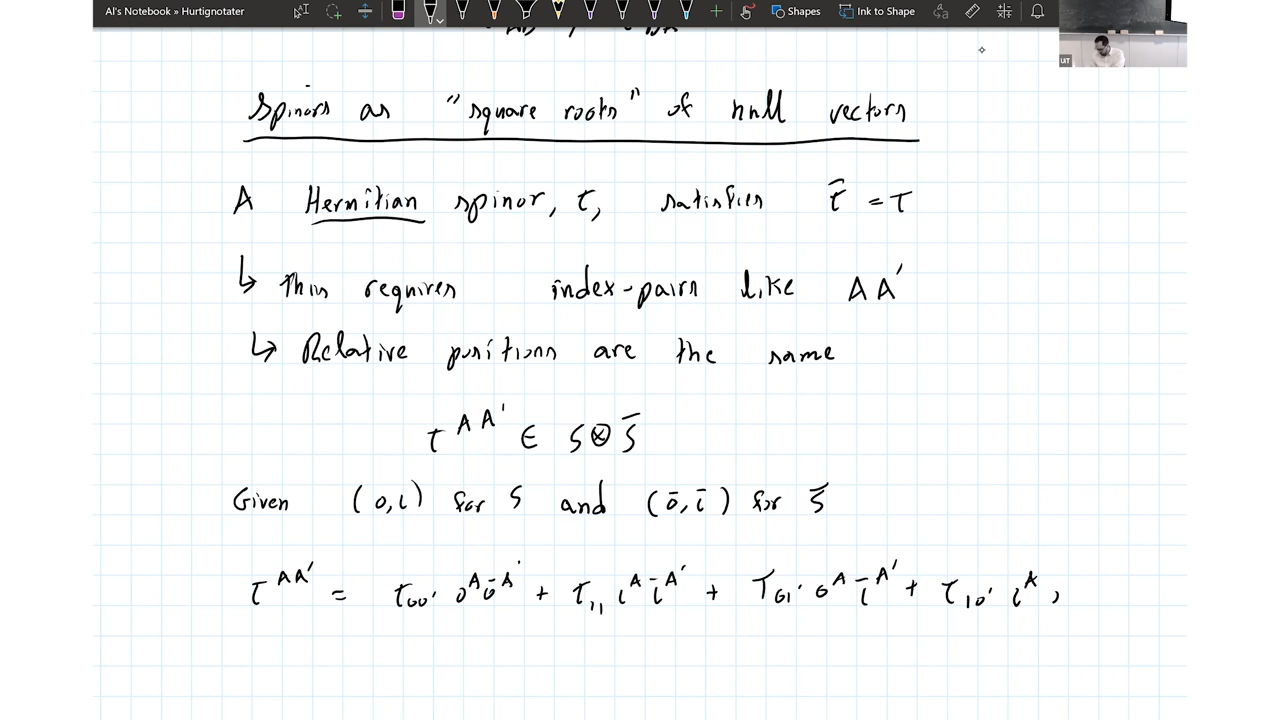 AI's Notebook » Hurtignotater
Shapes
Ink to Shape
UiT
Spinors as "square roots" of null vectors
A Hermitian spinor, τ, satisfies τ̄ = τ
↳ This requires index-pairs like AA'
↳ Relative positions are the same
τ^{AA'} ∈ S⊗S̄
Given (o,ι) for S and (ō,ῑ) for S̄
τ^{AA'} = τ_{00'} o^A ō^{A'} + τ_{11} ι^A ῑ^{A'} + τ_{01'} o^A ῑ^{A'} + τ_{10'} ι^A ,